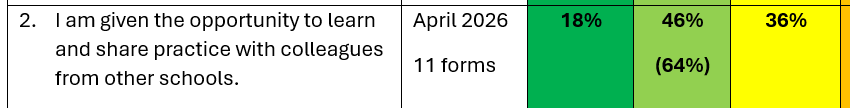 2. I am given the opportunity to learn
and share practice with colleagues
from other schools.
April 2026
11 forms
18%
46%
(64%)
36%